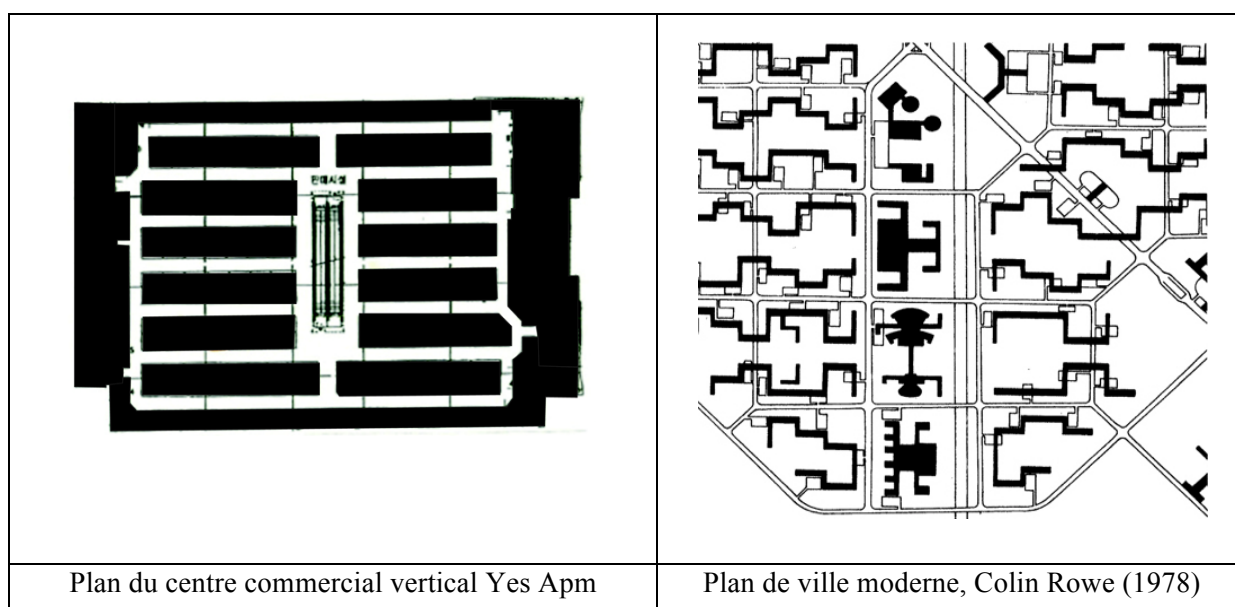 판매시설
Plan du centre commercial vertical Yes Apm
Plan de ville moderne, Colin Rowe (1978)